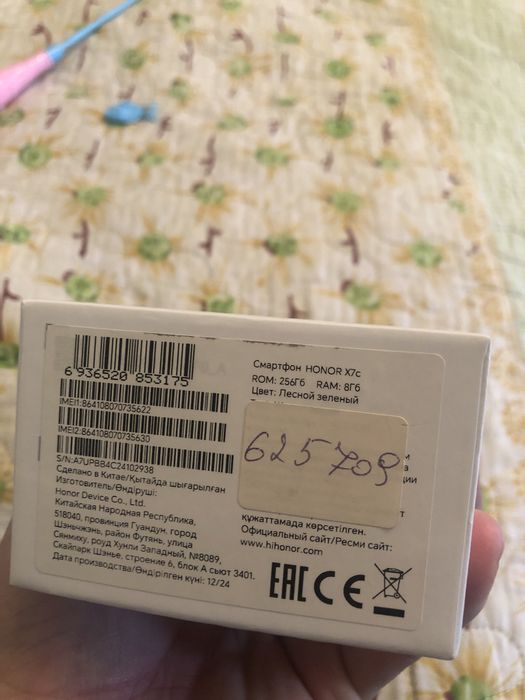 6 936520 853175
IMEI1:864108070735622
IMEI2:864108070735630
S/N:A7UPBB4C24102938
Сделано в Китае/Қытайда шығарылған
Изготовитель/Өндіруші:
Honor Device Co., Ltd.
Китайская Народная Республика,
518040, провинция Гуандун, город
Шэньчжэнь, район Футянь, улица
Сянмиху, роуд Хунли Западный, №8089,
Скайпарк Шэнье, строение 6, блок А сьют 3401.
Дата производства/Өндірілген күні: 12/24
Смартфон HONOR X7c
ROM: 256Гб RAM: 8Гб
Цвет: Лесной зеленый
625709
құжаттамада көрсетілген.
Официальный сайт/Ресми сайт:
www.hihonor.com
EAC CE